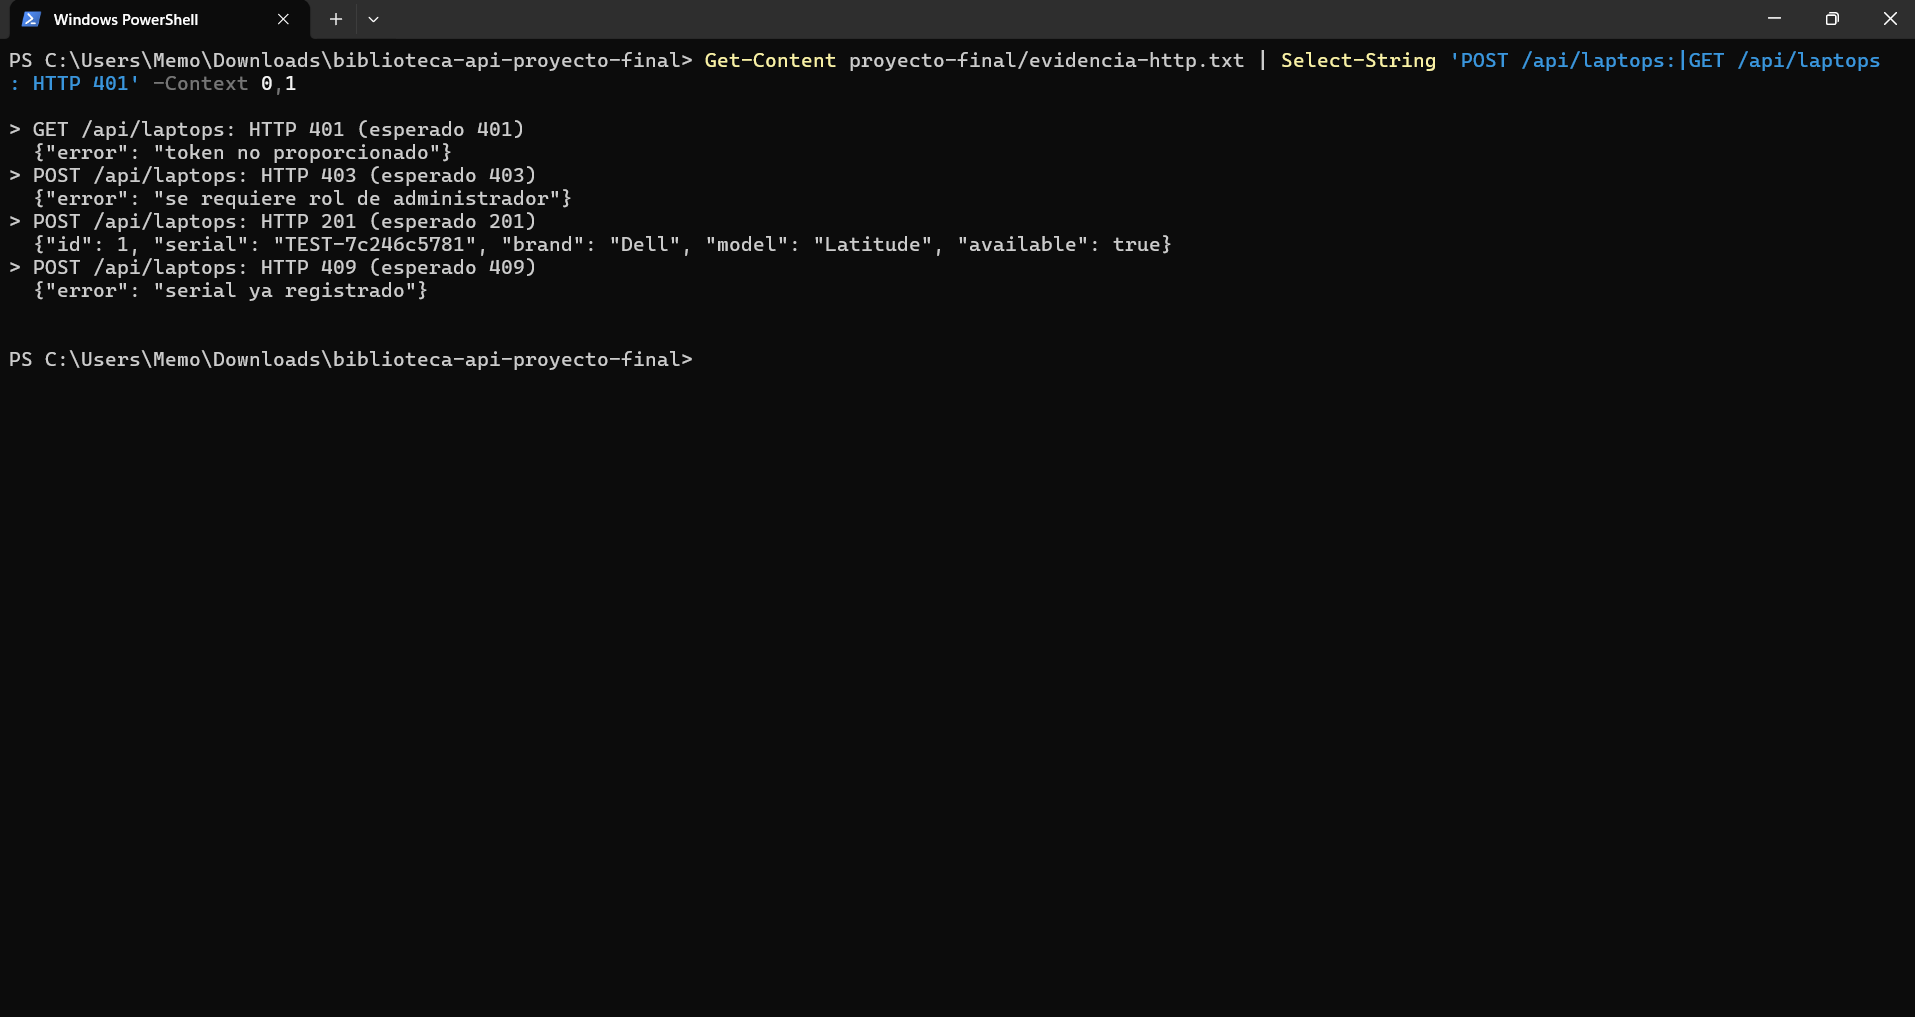 Windows PowerShell
PS C:\Users\Memo\Downloads\biblioteca-api-proyecto-final> Get-Content proyecto-final/evidencia-http.txt | Select-String 'POST /api/laptops:|GET /api/laptops
: HTTP 401' -Context 0,1
> GET /api/laptops: HTTP 401 (esperado 401)
{"error": "token no proporcionado"}
> POST /api/laptops: HTTP 403 (esperado 403)
{"error": "se requiere rol de administrador"}
> POST /api/laptops: HTTP 201 (esperado 201)
{"id": 1, "serial": "TEST-7c246c5781", "brand": "Dell", "model": "Latitude", "available": true}
> POST /api/laptops: HTTP 409 (esperado 409)
{"error": "serial ya registrado"}
PS C:\Users\Memo\Downloads\biblioteca-api-proyecto-final>